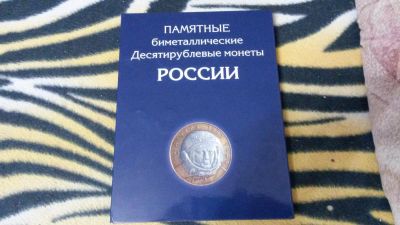 ПАМЯТНЫЕ
биметаллические
Десятирублевые монеты
РОССИИ